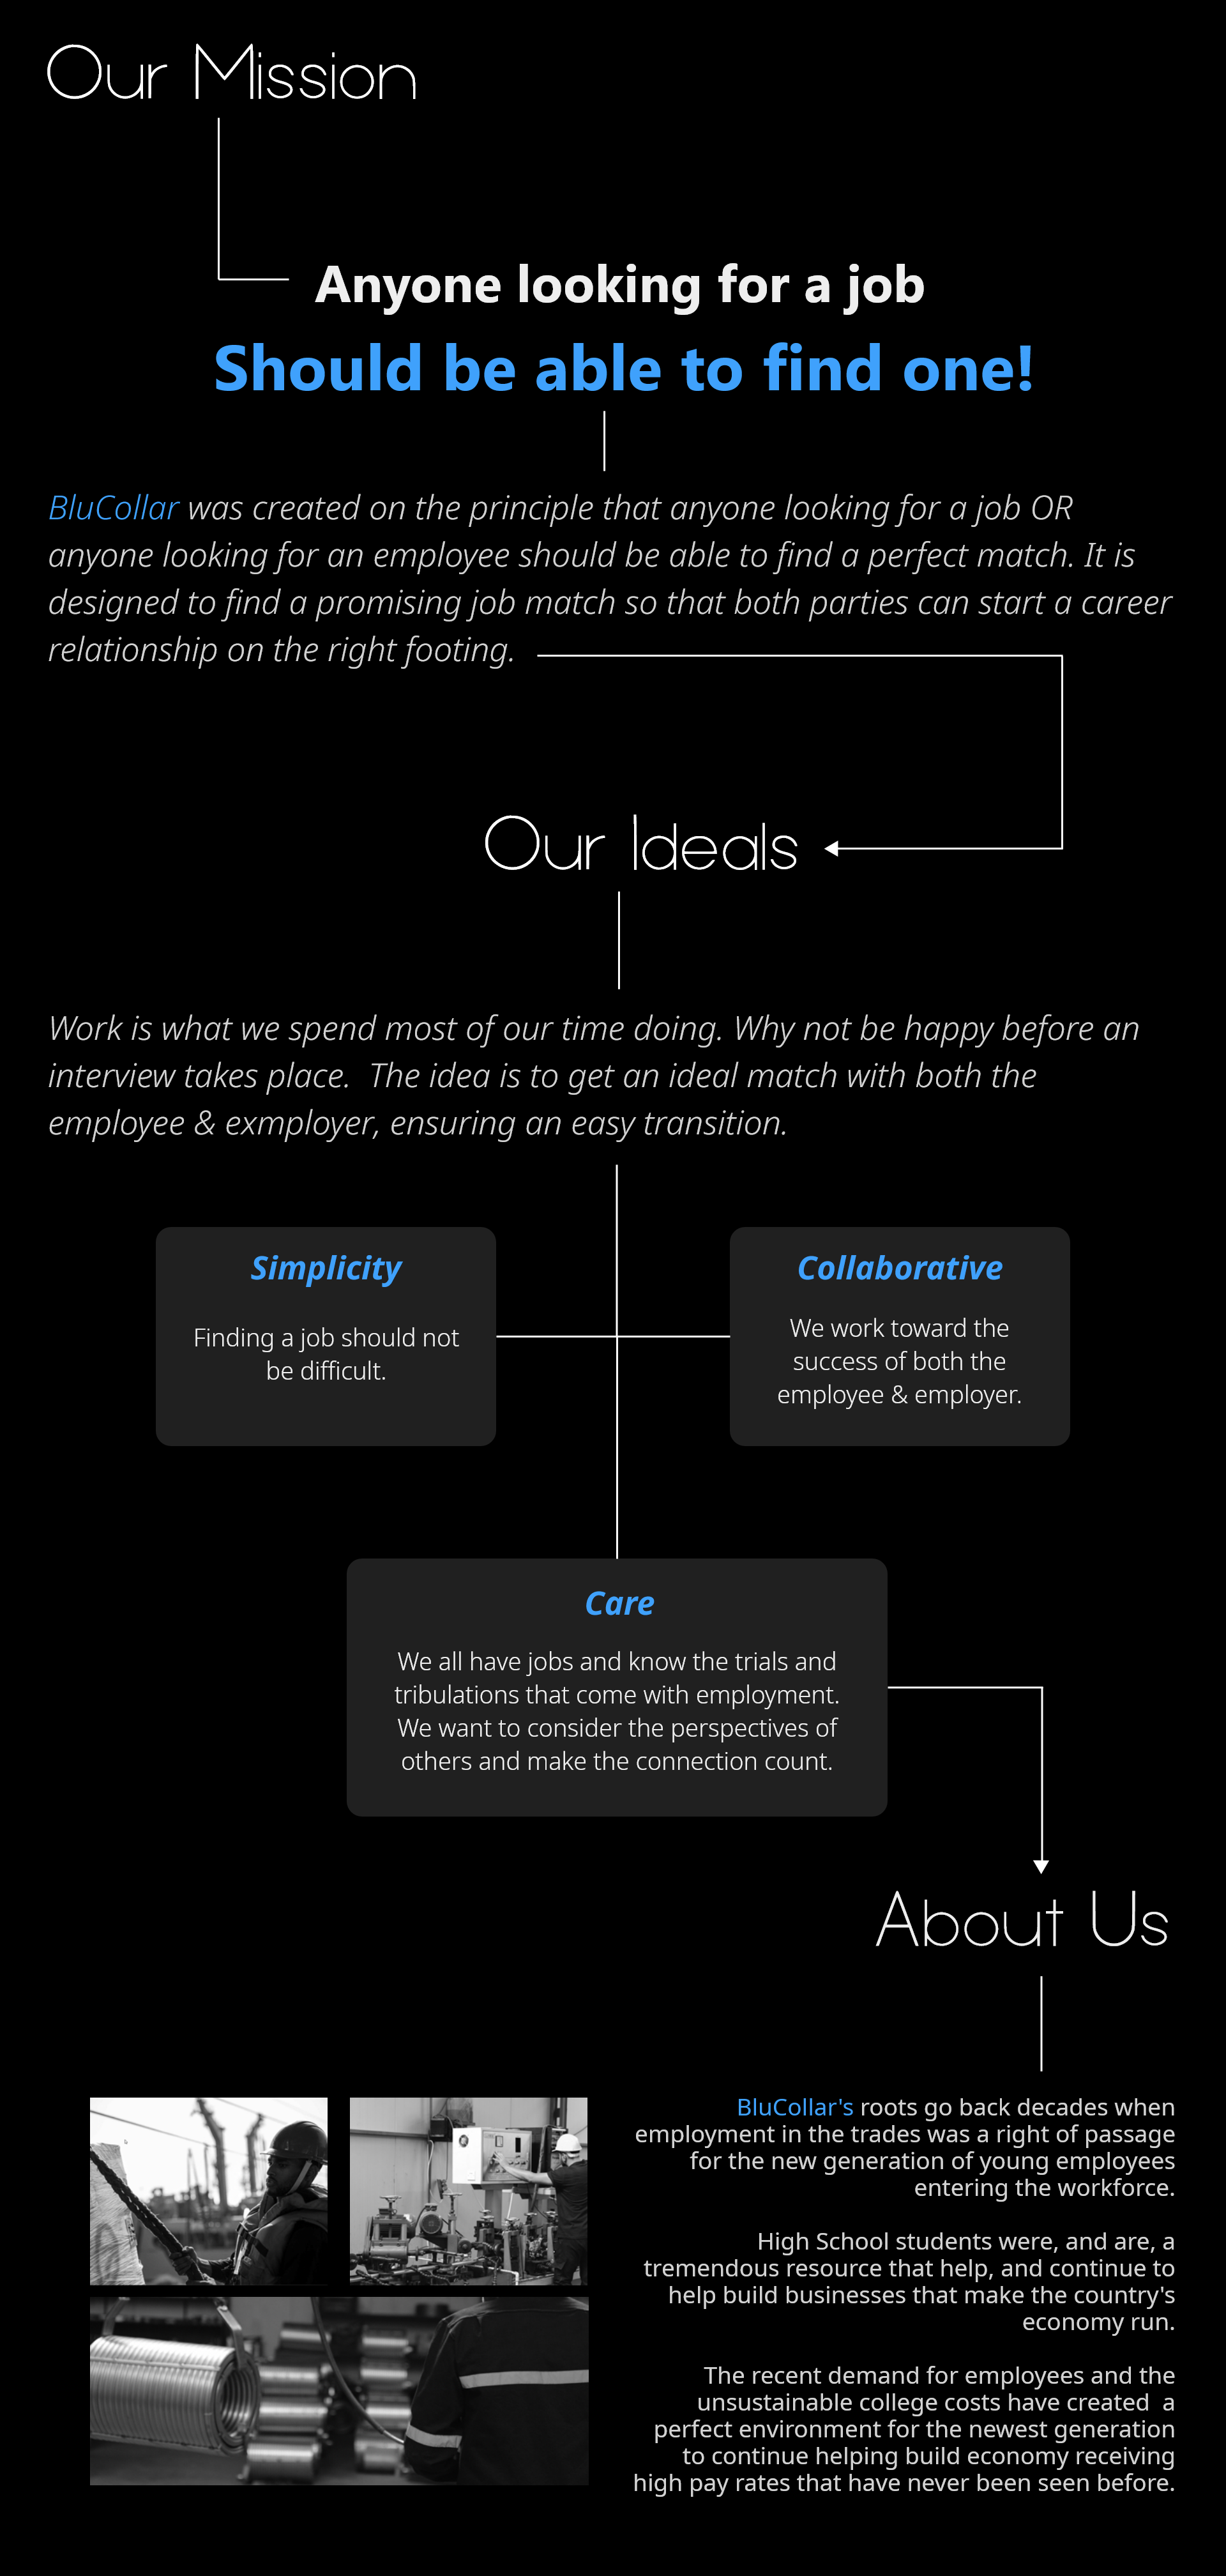 Our Mission
Anyone looking for a job
Should be able to find one!
BluCollar was created on the principle that anyone looking for a job OR
anyone looking for an employee should be able to find a perfect match. It is
designed to find a promising job match so that both parties can start a career
relationship on the right footing.
Our Ideals
Work is what we spend most of our time doing. Why not be happy before an
interview takes place.  The idea is to get an ideal match with both the
employee & exmployer, ensuring an easy transition.
Simplicity
Finding a job should not
be difficult.
Collaborative
We work toward the
success of both the
employee & employer.
Care
We all have jobs and know the trials and
tribulations that come with employment.
We want to consider the perspectives of
others and make the connection count.
About Us
BluCollar's roots go back decades when
employment in the trades was a right of passage
for the new generation of young employees
entering the workforce.
High School students were, and are, a
tremendous resource that help, and continue to
help build businesses that make the country's
economy run.
The recent demand for employees and the
unsustainable college costs have created  a
perfect environment for the newest generation
to continue helping build economy receiving
high pay rates that have never been seen before.